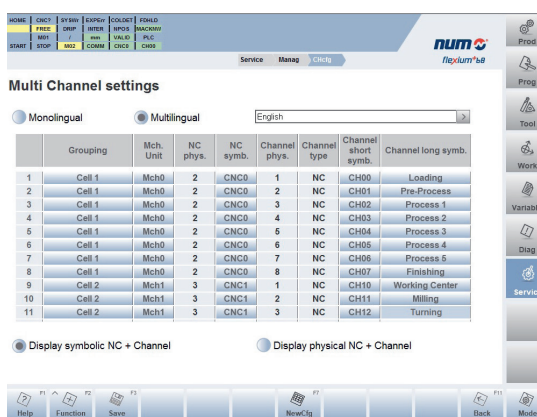 HOME CNC? SYSErr EXPErr COLDET FDHLD
FREE DRIP INTER NPOS MACKMW
M01 / mm VALID PLC
START STOP M02 COMM CNC0 CH00
num
flexium+68
Service Manag CHcfg
Multi Channel settings
Monolingual Multilingual English
Grouping Mch. Unit NC phys. NC symb. Channel phys. Channel type Channel short symb. Channel long symb.
1 Cell 1 Mch0 2 CNC0 1 NC CH00 Loading
2 Cell 1 Mch0 2 CNC0 2 NC CH01 Pre-Process
3 Cell 1 Mch0 2 CNC0 3 NC CH02 Process 1
4 Cell 1 Mch0 2 CNC0 4 NC CH03 Process 2
5 Cell 1 Mch0 2 CNC0 5 NC CH04 Process 3
6 Cell 1 Mch0 2 CNC0 6 NC CH05 Process 4
7 Cell 1 Mch0 2 CNC0 7 NC CH06 Process 5
8 Cell 1 Mch0 2 CNC0 8 NC CH07 Finishing
9 Cell 2 Mch1 3 CNC1 1 NC CH10 Working Center
10 Cell 2 Mch1 3 CNC1 2 NC CH11 Milling
11 Cell 2 Mch1 3 CNC1 3 NC CH12 Turning
Display symbolic NC + Channel Display physical NC + Channel
F1 F2 F3 F7 F11
Help Function Save NewCfg Back Mode
Prod
Prog
Tool
Work
Variabl
Diag
Servic